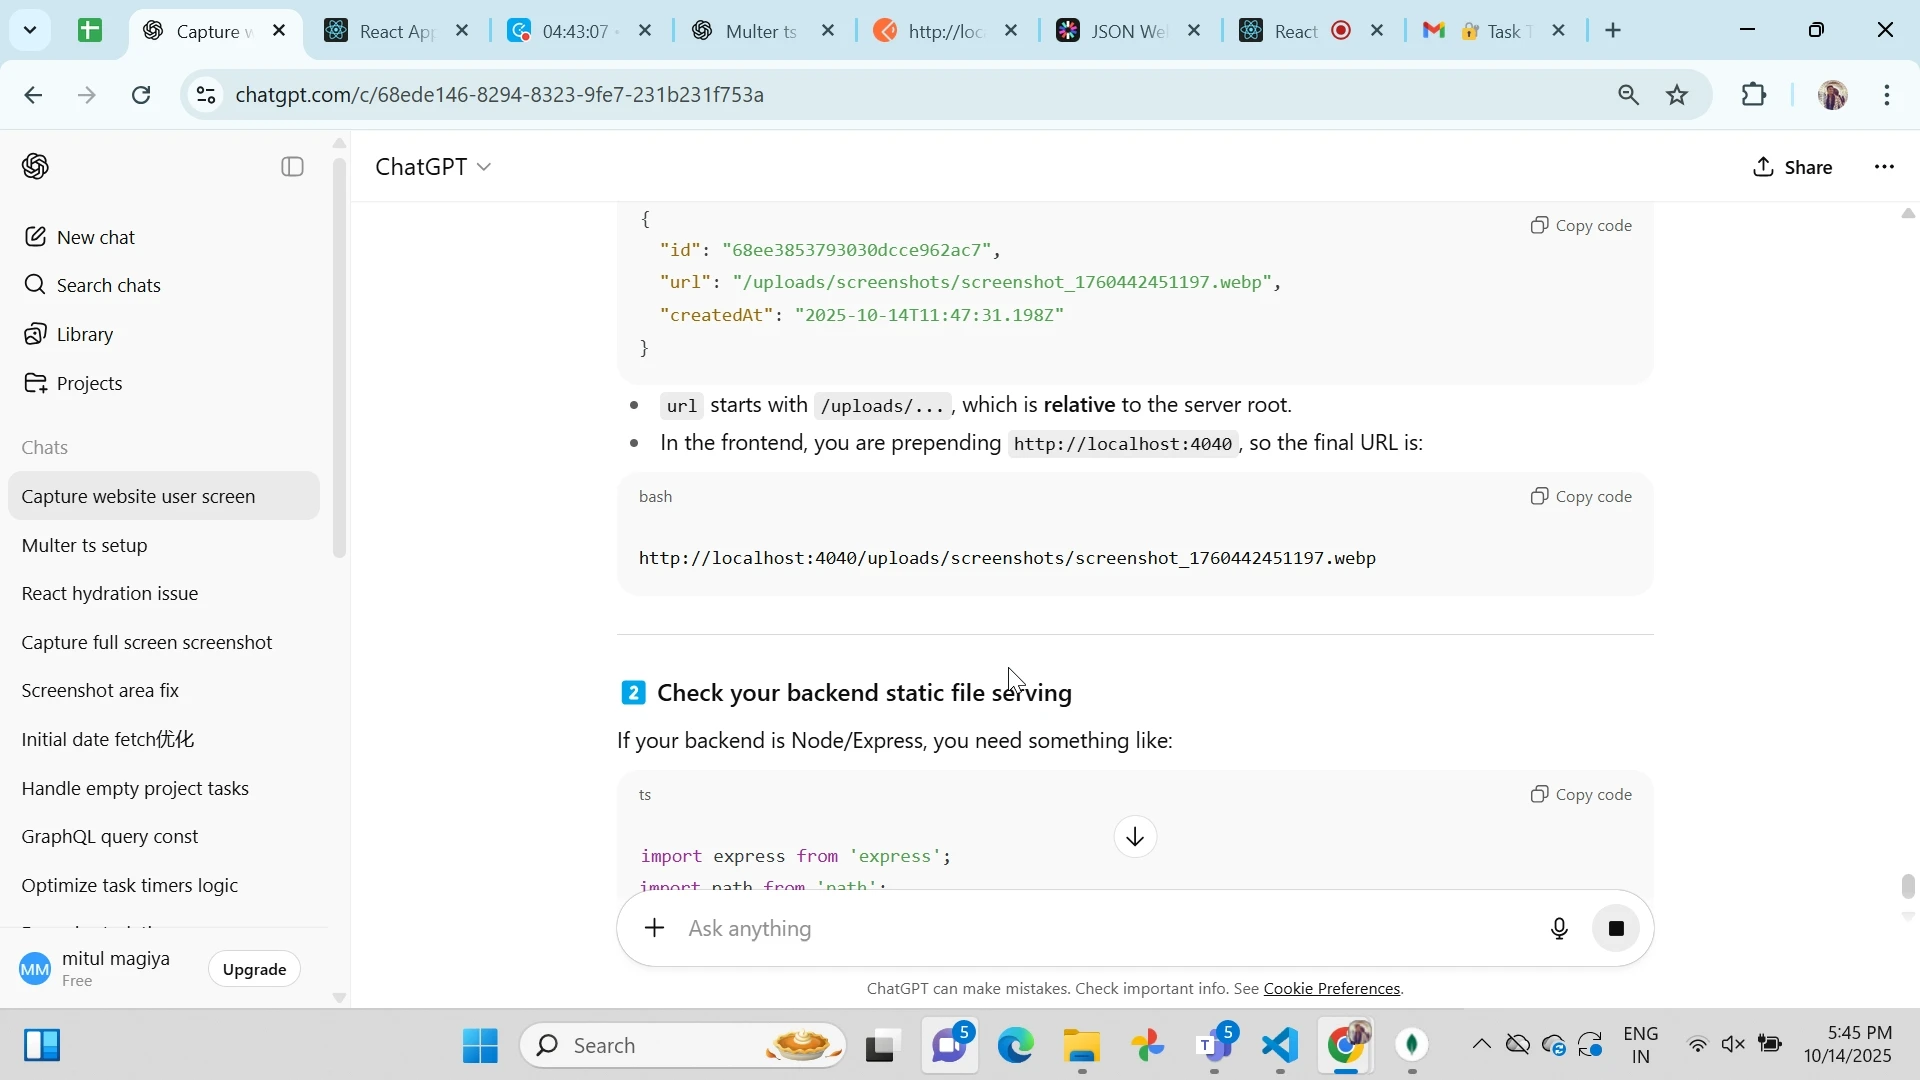 Capture w
React App
04:43:07
Multer ts
http://loc
JSON We
React
Task T
chatgpt.com/c/68ede146-8294-8323-9fe7-231b231f753a
ChatGPT
Share
New chat
Search chats
Library
Projects
Chats
Capture website user screen
Multer ts setup
React hydration issue
Capture full screen screenshot
Screenshot area fix
Initial date fetch优化
Handle empty project tasks
GraphQL query const
Optimize task timers logic
MM
mitul magiya
Free
Upgrade
{
Copy code
"id": "68ee3853793030dcce962ac7",
"url": "/uploads/screenshots/screenshot_1760442451197.webp",
"createdAt": "2025-10-14T11:47:31.198Z"
}
url starts with /uploads/..., which is relative to the server root.
In the frontend, you are prepending http://localhost:4040, so the final URL is:
bash
Copy code
http://localhost:4040/uploads/screenshots/screenshot_1760442451197.webp
2 Check your backend static file serving
If your backend is Node/Express, you need something like:
ts
Copy code
import express from 'express';
import path from 'path';
Ask anything
ChatGPT can make mistakes. Check important info. See Cookie Preferences.
Search
5
5
ENG
IN
5:45 PM
10/14/2025